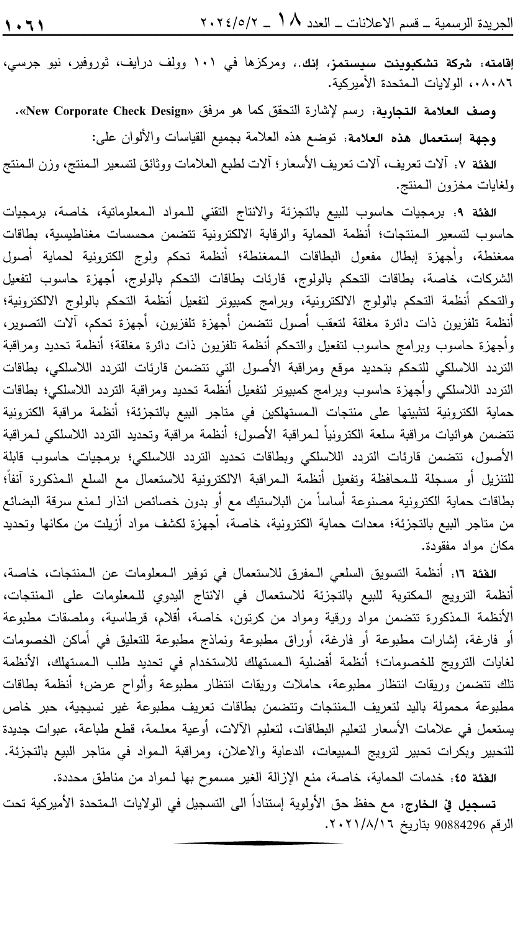 الجريدة الرسمية ــ قسم الاعلانات ــ العدد ١٨ ــ ٢٠٢٤/٥/٢
١٠٦١
إقامته: شركة تشكبوينت سيستمز، إنك.، ومركزها في ١٠١ وولف درايف، ثوروفير، نيو جرسي،
٠٨٠٨٦، الولايات المتحدة الأميركية.
وصف العلامة التجارية: رسم لإشارة التحقق كما هو مرفق «New Corporate Check Design».
وجهة إستعمال هذه العلامة: توضع هذه العلامة بجميع القياسات والألوان على:
الفئة ٧: آلات تعريف، آلات تعريف الأسعار؛ آلات لطبع العلامات ووثائق لتسعير المنتج، وزن المنتج
ولغايات مخزون المنتج.
الفئة ٩: برمجيات حاسوب للبيع بالتجزئة والانتاج التقني للمواد المعلوماتية، خاصة، برمجيات
حاسوب لتسعير المنتجات؛ أنظمة الحماية والرقابة الالكترونية تتضمن محسسات مغناطيسية، بطاقات
ممغنطة، وأجهزة إبطال مفعول البطاقات الممغنطة؛ أنظمة تحكم ولوج الكترونية لحماية أصول
الشركات، خاصة، بطاقات التحكم بالولوج، قارئات بطاقات التحكم بالولوج، أجهزة حاسوب لتفعيل
والتحكم أنظمة التحكم بالولوج الالكترونية، وبرامج كمبيوتر لتفعيل أنظمة التحكم بالولوج الالكترونية؛
أنظمة تلفزيون ذات دائرة مغلقة لتعقب أصول تتضمن أجهزة تلفزيون، أجهزة تحكم، آلات التصوير،
وأجهزة حاسوب وبرامج حاسوب لتفعيل والتحكم أنظمة تلفزيون ذات دائرة مغلقة؛ أنظمة تحديد ومراقبة
التردد اللاسلكي للتحكم بتحديد موقع ومراقبة الأصول التي تتضمن قارئات التردد اللاسلكي، بطاقات
التردد اللاسلكي وأجهزة حاسوب وبرامج كمبيوتر لتفعيل أنظمة تحديد ومراقبة التردد اللاسلكي؛ بطاقات
حماية الكترونية لتثبيتها على منتجات المستهلكين في متاجر البيع بالتجزئة؛ أنظمة مراقبة الكترونية
تتضمن هوائيات مراقبة سلعة الكترونياً لمراقبة الأصول؛ أنظمة مراقبة وتحديد التردد اللاسلكي لمراقبة
الأصول، تتضمن قارئات التردد اللاسلكي وبطاقات تحديد التردد اللاسلكي؛ برمجيات حاسوب قابلة
للتنزيل أو مسجلة للمحافظة وتفعيل أنظمة المراقبة الالكترونية للاستعمال مع السلع المذكورة آنفاً؛
بطاقات حماية الكترونية مصنوعة أساساً من البلاستيك مع أو بدون خصائص انذار لمنع سرقة البضائع
من متاجر البيع بالتجزئة؛ معدات حماية الكترونية، خاصة، أجهزة لكشف مواد أزيلت من مكانها وتحديد
مكان مواد مفقودة.
الفئة ١٦: أنظمة التسويق السلعي المفرق للاستعمال في توفير المعلومات عن المنتجات، خاصة،
أنظمة الترويج المكتوبة للبيع بالتجزئة للاستعمال في الانتاج اليدوي للمعلومات على المنتجات،
الأنظمة المذكورة تتضمن مواد ورقية ومواد من كرتون، خاصة، أقلام، قرطاسية، وملصقات مطبوعة
أو فارغة، إشارات مطبوعة أو فارغة، أوراق مطبوعة ونماذج مطبوعة للتعليق في أماكن الخصومات
لغايات الترويج للخصومات؛ أنظمة أفضلية المستهلك للاستخدام في تحديد طلب المستهلك، الأنظمة
تلك تتضمن وريقات انتظار مطبوعة، حاملات وريقات انتظار مطبوعة وألواح عرض؛ أنظمة بطاقات
مطبوعة محمولة باليد لتعريف المنتجات وتتضمن بطاقات تعريف مطبوعة غير نسيجية، حبر خاص
يستعمل في علامات الأسعار لتعليم البطاقات، لتعليم الآلات، أوعية معلمة، قطع طباعة، عبوات جديدة
للتحبير وبكرات تحبير لترويج المبيعات، الدعاية والاعلان، ومراقبة المواد في متاجر البيع بالتجزئة.
الفئة ٤٥: خدمات الحماية، خاصة، منع الإزالة الغير مسموح بها لمواد من مناطق محددة.
تسجيل في الخارج: مع حفظ حق الأولوية إستناداً الى التسجيل في الولايات المتحدة الأميركية تحت
الرقم 90884296 بتاريخ ٢٠٢١/٨/١٦.